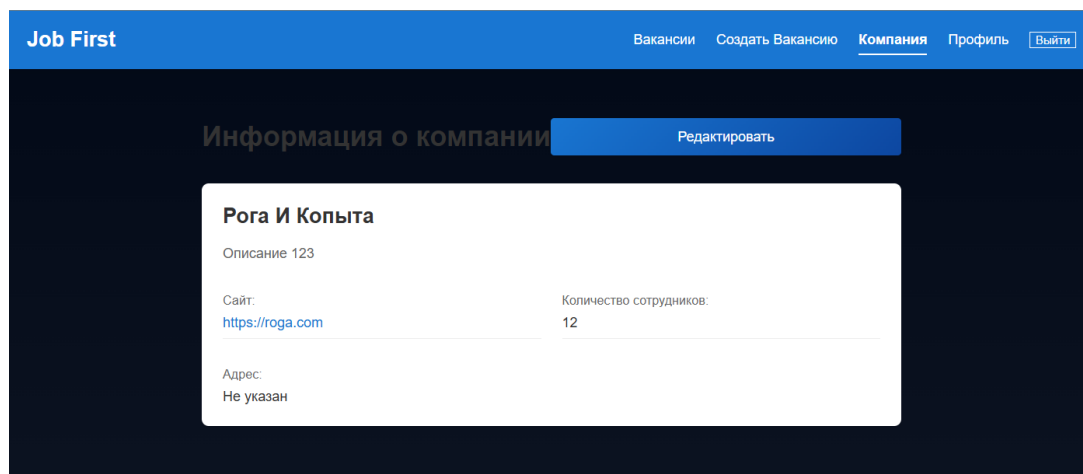 Job First
Вакансии Создать Вакансию Компания Профиль Выйти
Информация о компании Редактировать
Рога И Копыта
Описание 123
Сайт: Количество сотрудников:
https://roga.com 12
Адрес:
Не указан